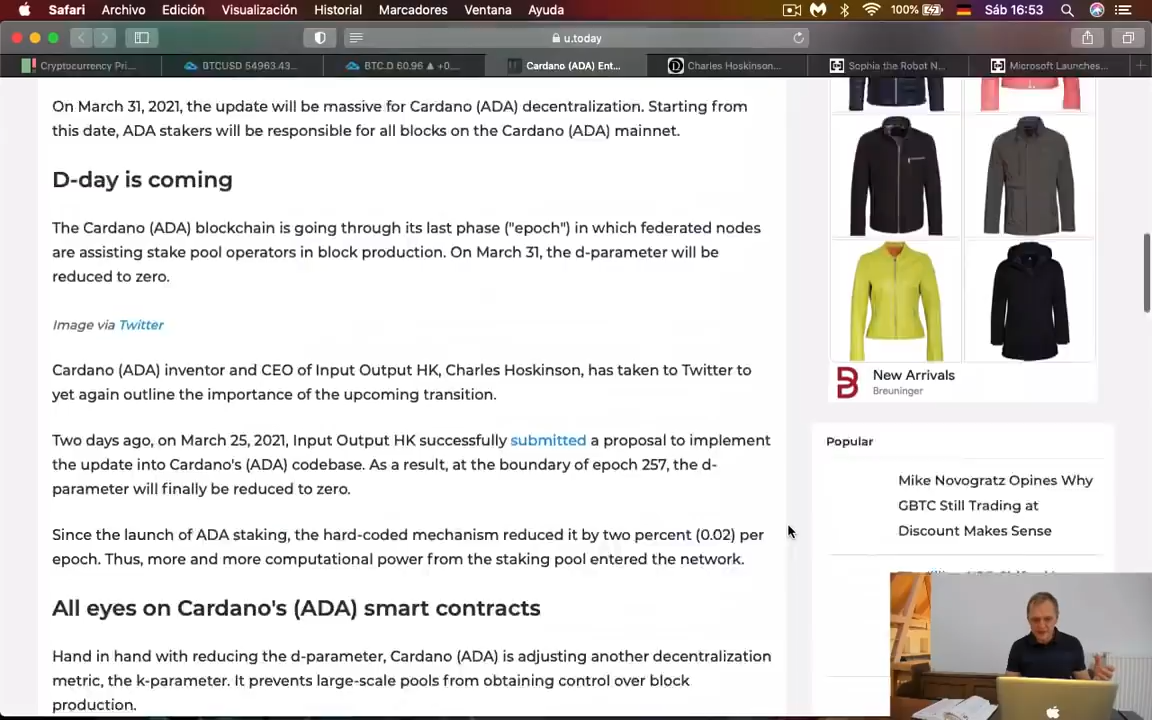 Safari Archivo Edición Visualización Historial Marcadores Ventana Ayuda 100% Sáb 16:53
u.today
Cryptocurrency Pri... BTCUSD 54963.43... BTC.D 60.96 ▲ +0.... Cardano (ADA) Ent... Charles Hoskinson... Sophia the Robot N... Microsoft Launches...
On March 31, 2021, the update will be massive for Cardano (ADA) decentralization. Starting from
this date, ADA stakers will be responsible for all blocks on the Cardano (ADA) mainnet.
D-day is coming
The Cardano (ADA) blockchain is going through its last phase ("epoch") in which federated nodes
are assisting stake pool operators in block production. On March 31, the d-parameter will be
reduced to zero.
Image via Twitter
Cardano (ADA) inventor and CEO of Input Output HK, Charles Hoskinson, has taken to Twitter to
yet again outline the importance of the upcoming transition.
Two days ago, on March 25, 2021, Input Output HK successfully submitted a proposal to implement
the update into Cardano's (ADA) codebase. As a result, at the boundary of epoch 257, the d-
parameter will finally be reduced to zero.
Since the launch of ADA staking, the hard-coded mechanism reduced it by two percent (0.02) per
epoch. Thus, more and more computational power from the staking pool entered the network.
All eyes on Cardano's (ADA) smart contracts
Hand in hand with reducing the d-parameter, Cardano (ADA) is adjusting another decentralization
metric, the k-parameter. It prevents large-scale pools from obtaining control over block
production.
New Arrivals
Breuninger
Popular
Mike Novogratz Opines Why
GBTC Still Trading at
Discount Makes Sense